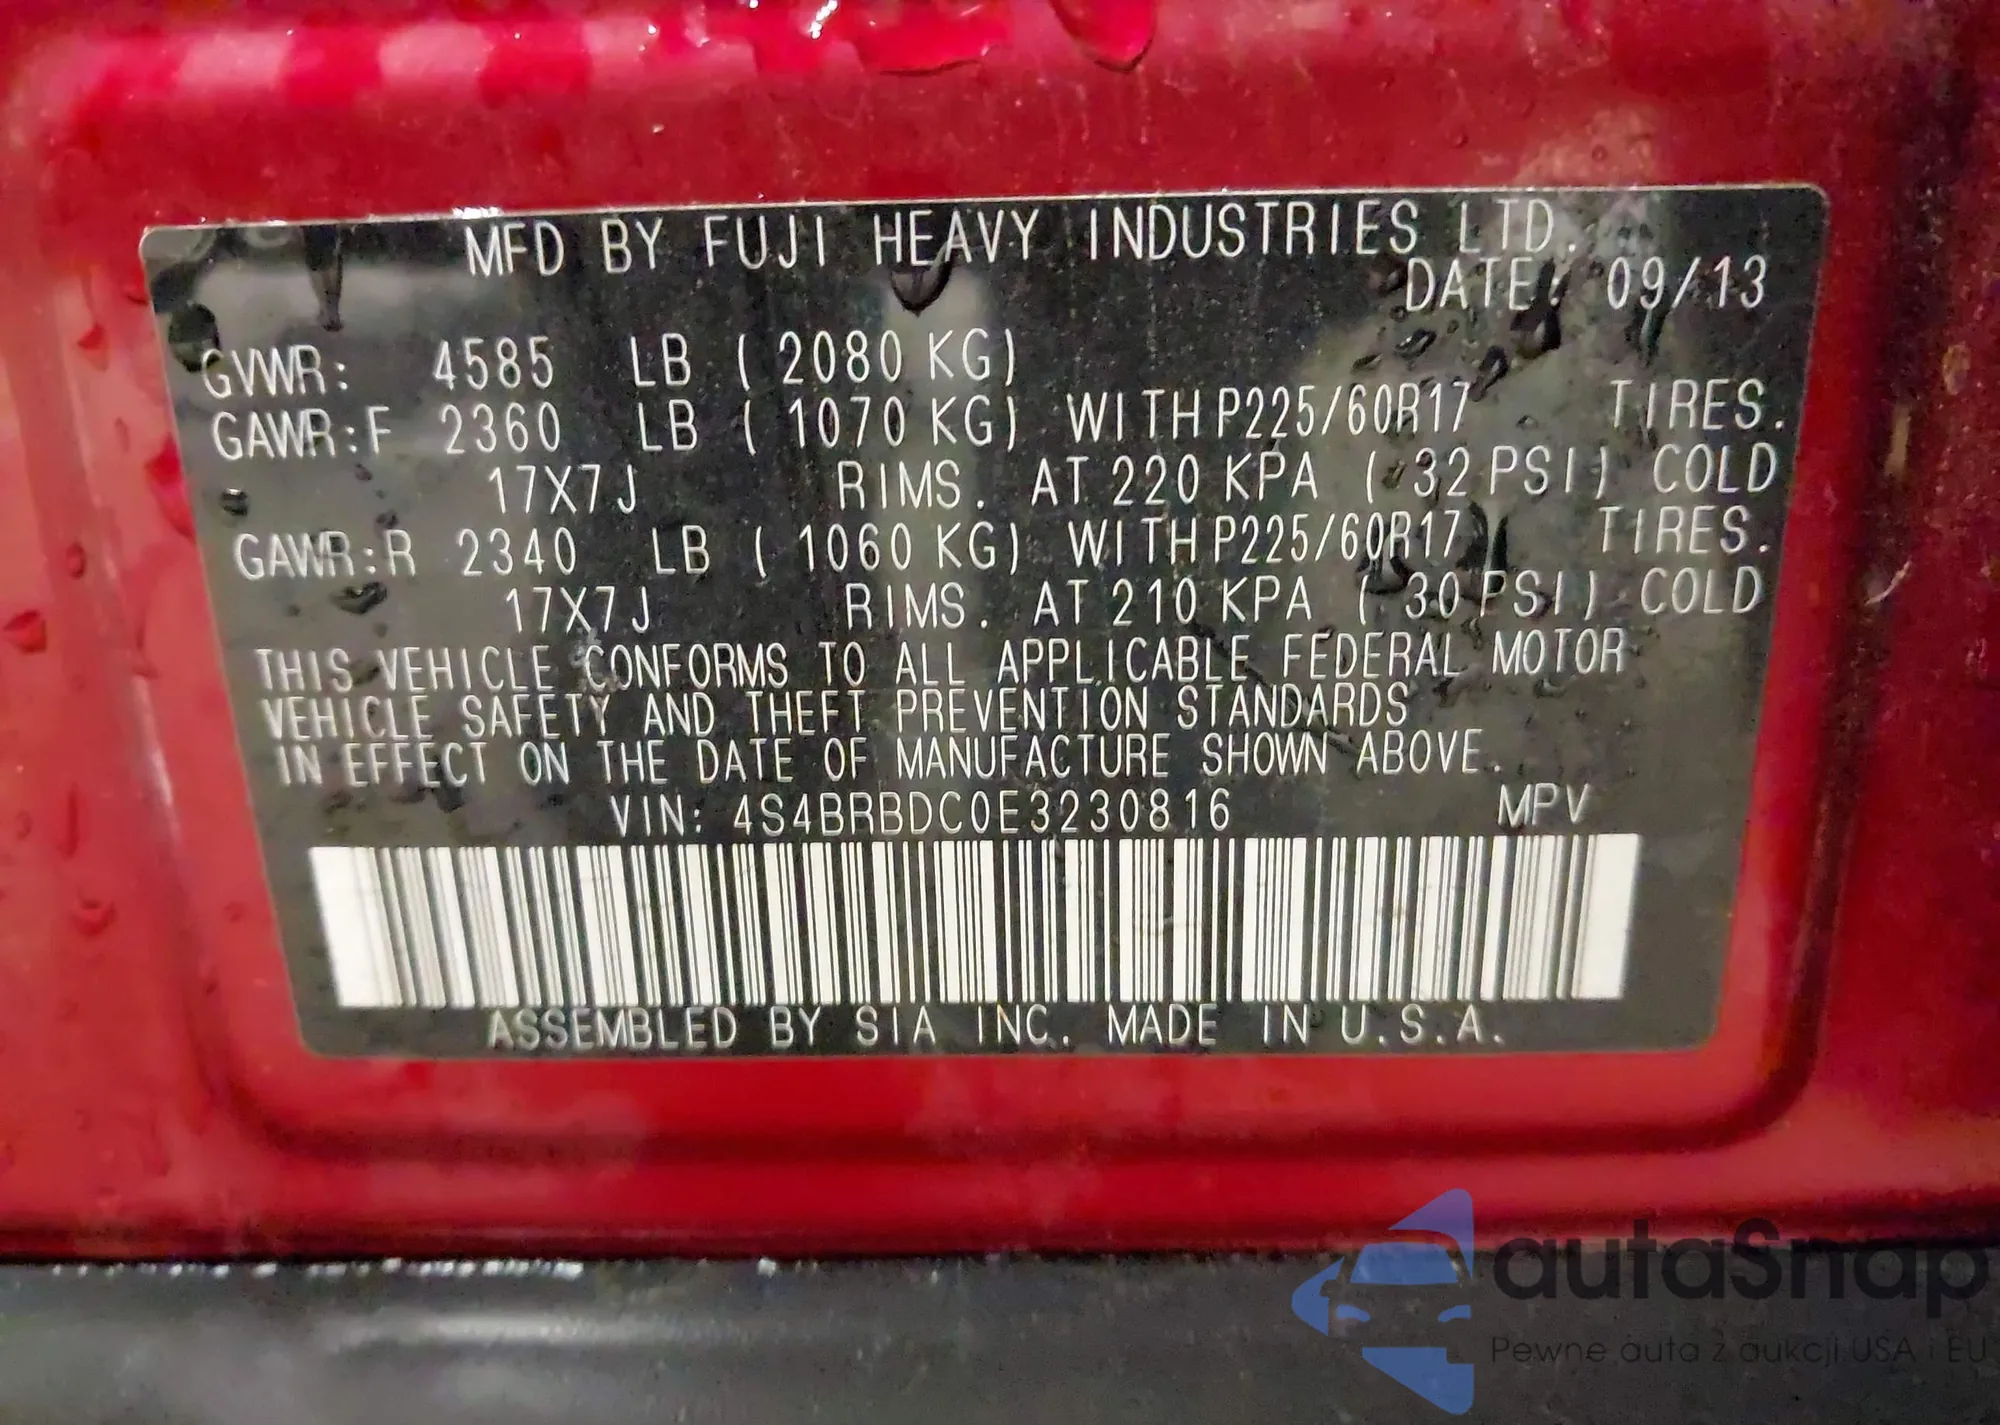 MFD BY FUJI HEAVY INDUSTRIES LTD.
DATE: 09/13
GVWR: 4585 LB ( 2080 KG)
GAWR:F 2360 LB ( 1070 KG) WITH P225/60R17 TIRES.
17X7J RIMS. AT 220 KPA ( 32 PSI) COLD
GAWR:R 2340 LB ( 1060 KG) WITH P225/60R17 TIRES.
17X7J RIMS. AT 210 KPA ( 30 PSI) COLD
THIS VEHICLE CONFORMS TO ALL APPLICABLE FEDERAL MOTOR
VEHICLE SAFETY AND THEFT PREVENTION STANDARDS
IN EFFECT ON THE DATE OF MANUFACTURE SHOWN ABOVE.
VIN: 4S4BRBDC0E3230816 MPV
ASSEMBLED BY SIA INC. MADE IN U.S.A.
autaSnap
Pewne auta z aukcji USA i EU